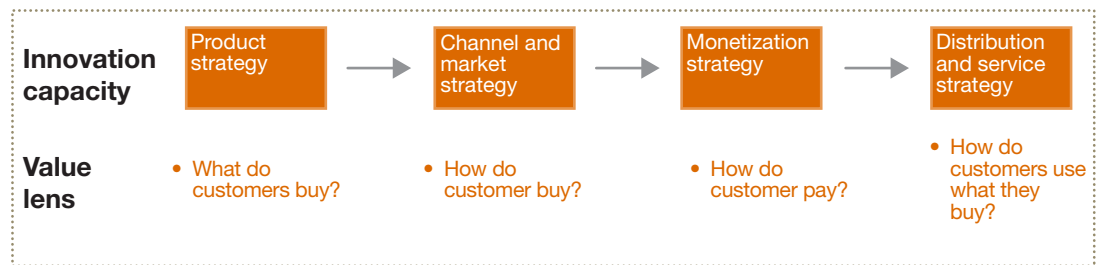 Innovation
capacity
Product
strategy
Channel and
market
strategy
Monetization
strategy
Distribution
and service
strategy
Value
lens
• What do
customers buy?
• How do
customer buy?
• How do
customer pay?
• How do
customers use
what they
buy?